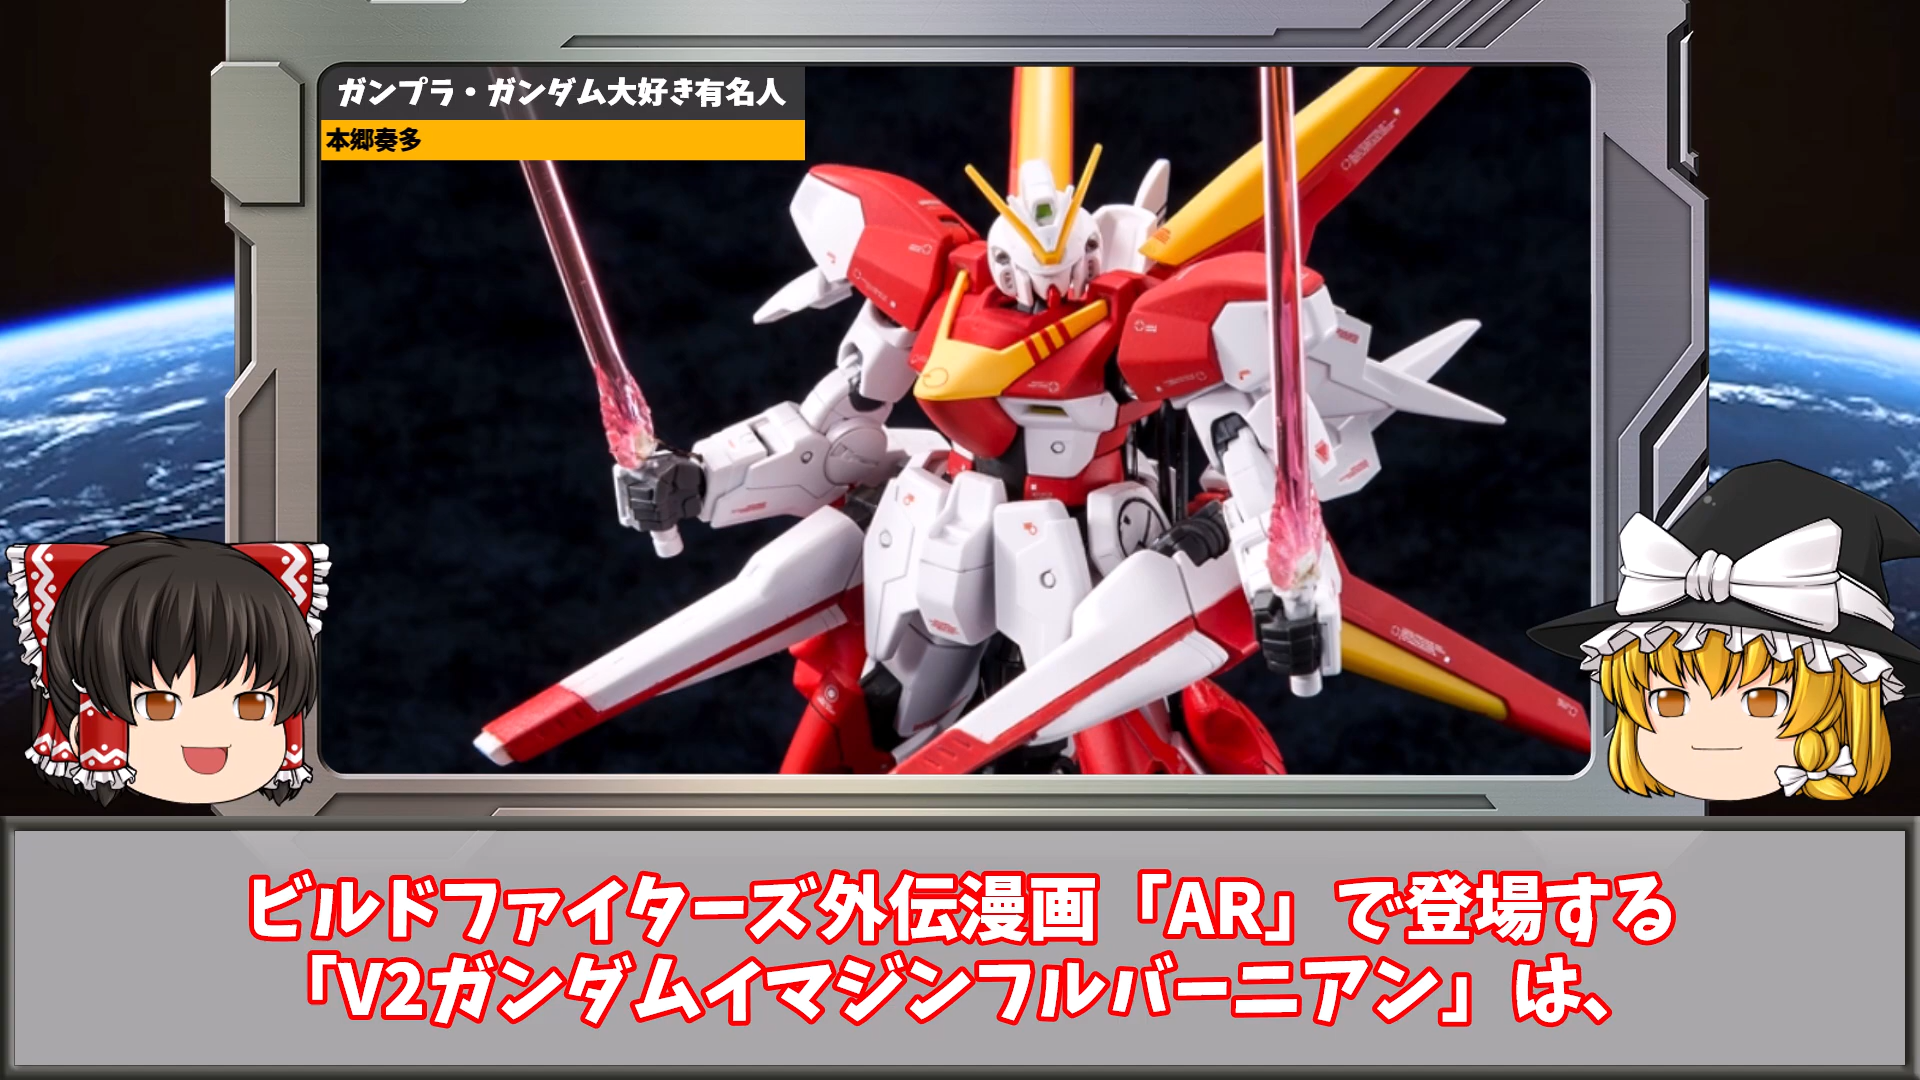 ガンプラ・ガンダム大好き有名人
本郷奏多
ビルドファイターズ外伝漫画「AR」で登場する
「V2ガンダムイマジンフルバーニアン」は、